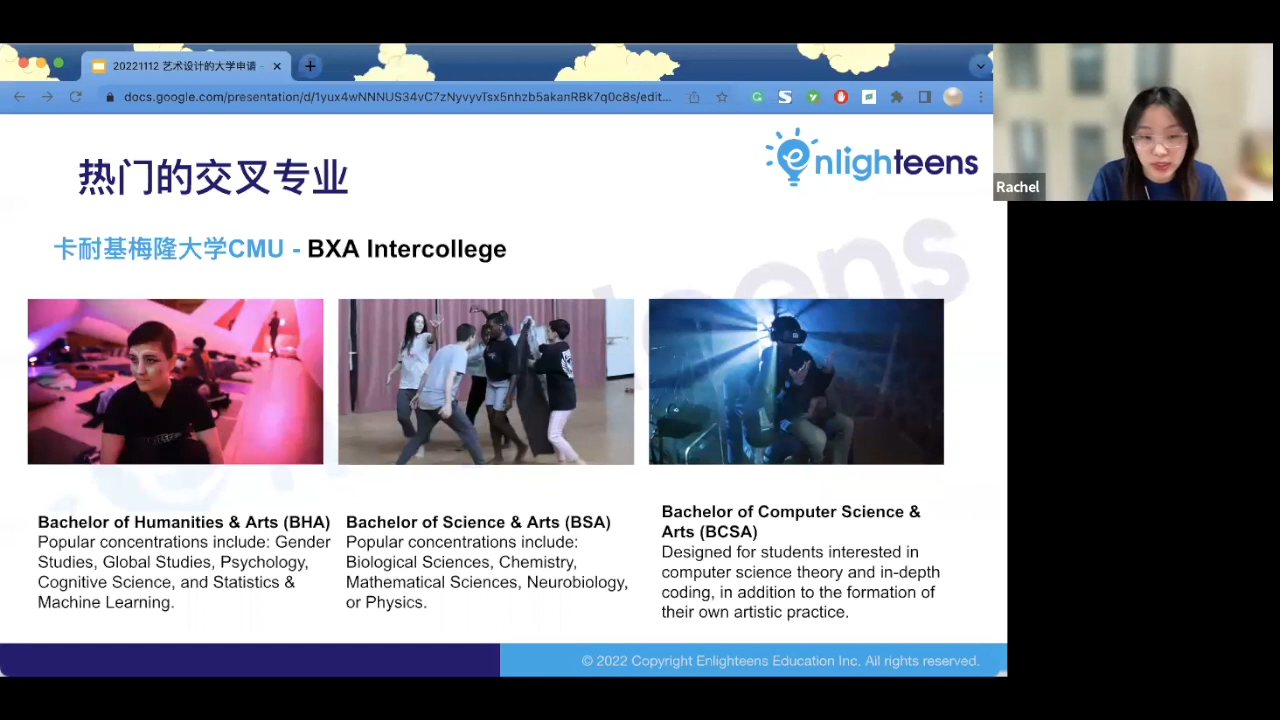 20221112 艺术设计的大学申请 -
docs.google.com/presentation/d/1yux4wNNNUS34vC7zNyvyvTsx5nhzb5akanRBk7q0c8s/edit...
热门的交叉专业
enlighteens
Rachel
卡耐基梅隆大学CMU - BXA Intercollege
Bachelor of Humanities & Arts (BHA)
Popular concentrations include: Gender
Studies, Global Studies, Psychology,
Cognitive Science, and Statistics &
Machine Learning.
Bachelor of Science & Arts (BSA)
Popular concentrations include:
Biological Sciences, Chemistry,
Mathematical Sciences, Neurobiology,
or Physics.
Bachelor of Computer Science &
Arts (BCSA)
Designed for students interested in
computer science theory and in-depth
coding, in addition to the formation of
their own artistic practice.
© 2022 Copyright Enlighteens Education Inc. All rights reserved.